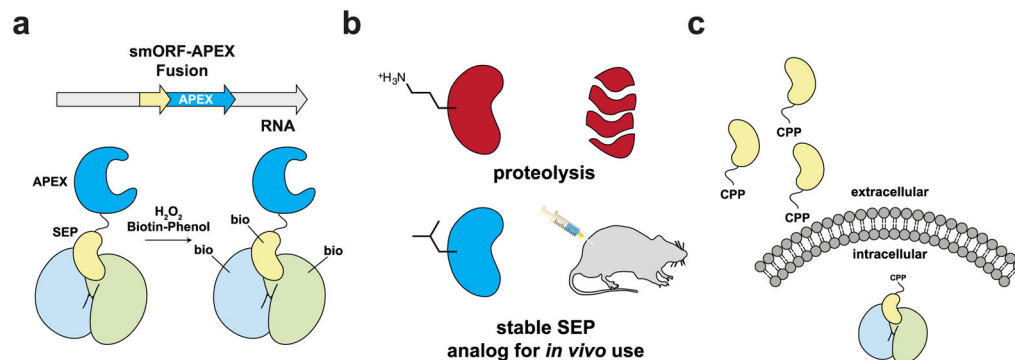 a
smORF-APEX
Fusion
APEX
RNA
APEX
SEP
H₂O₂
Biotin-Phenol
bio
bio
bio
b
⁺H₃N
proteolysis
stable SEP
analog for in vivo use
c
CPP
CPP
CPP
extracellular
intracellular
CPP